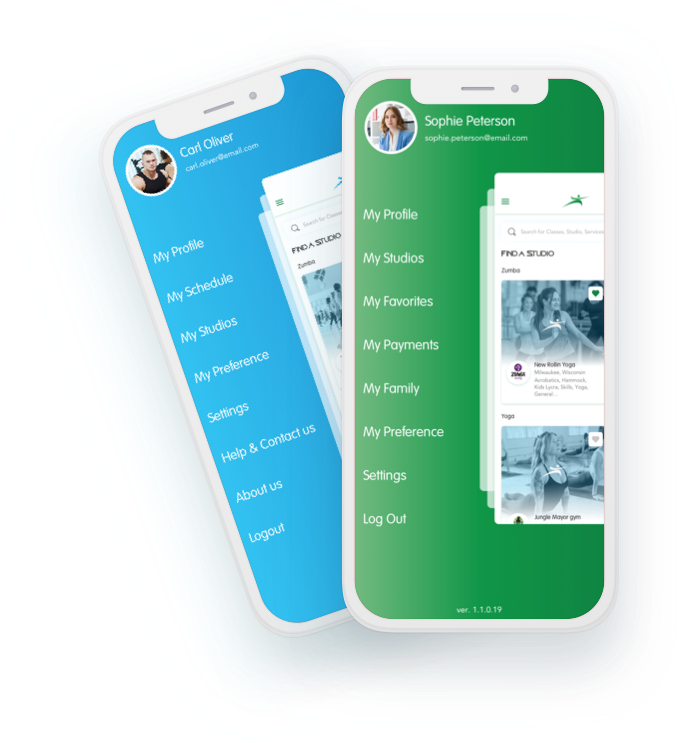 Carl Oliver
carl.oliver@email.com
My Profile
My Schedule
My Studios
My Preference
Settings
Help & Contact us
About us
Logout
Search for Classes
FIND A STUDIO
Zumba
Sophie Peterson
sophie.peterson@email.com
My Profile
My Studios
My Favorites
My Payments
My Family
My Preference
Settings
Log Out
ver. 1.1.0.19
Search for Classes, Studio, Services
FIND A STUDIO
Zumba
New Rollin Yoga
Milwaukee, Wisconsin
Acrobatics, Hammock,
Kids Lycra, Skills, Yoga,
General...
Yoga
Jungle Mayor gym